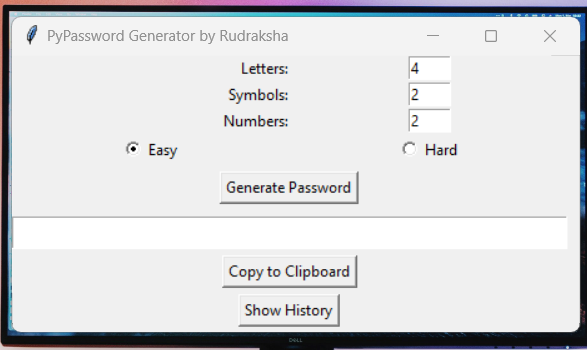 PyPassword Generator by Rudraksha
Letters: 4
Symbols: 2
Numbers: 2
Easy Hard
Generate Password
Copy to Clipboard
Show History
DELL